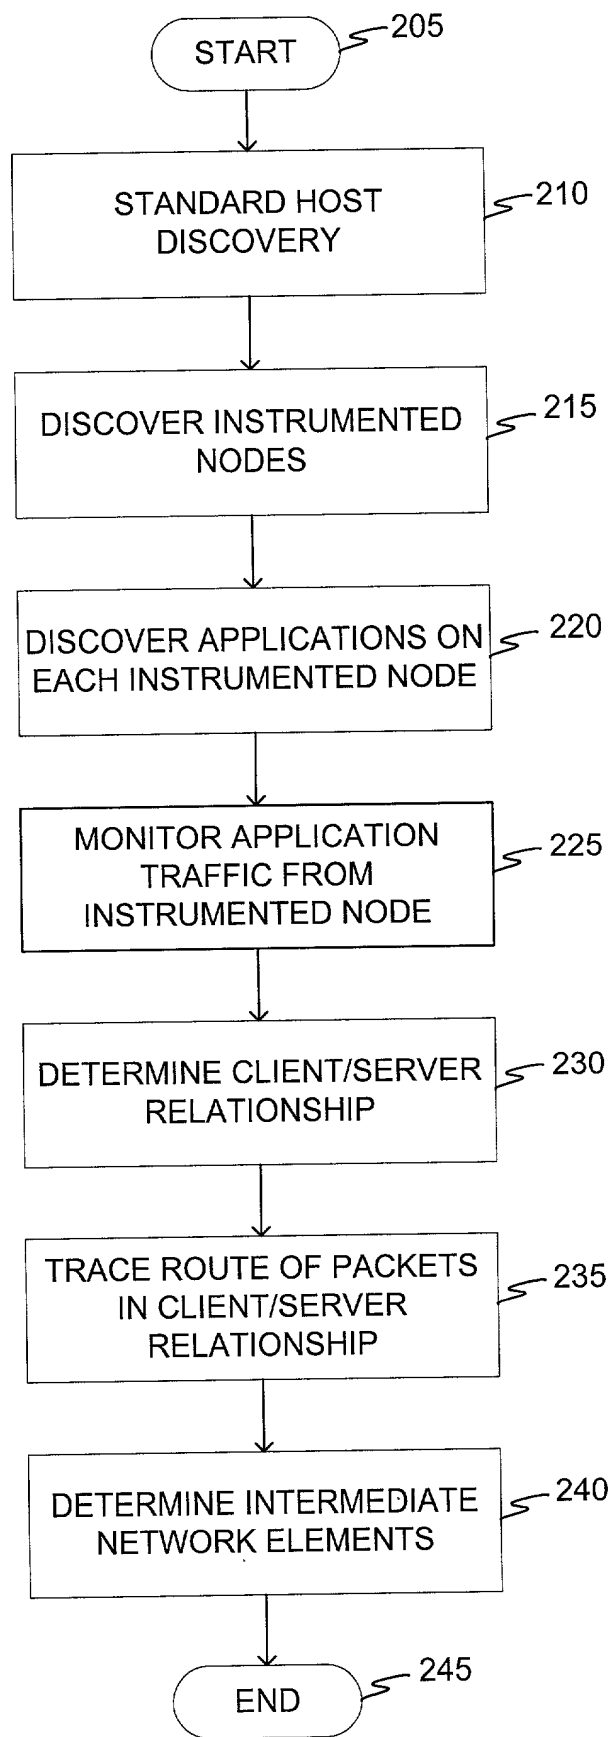 START
205
STANDARD HOST
DISCOVERY
210
DISCOVER INSTRUMENTED
NODES
215
DISCOVER APPLICATIONS ON
EACH INSTRUMENTED NODE
220
MONITOR APPLICATION
TRAFFIC FROM
INSTRUMENTED NODE
225
DETERMINE CLIENT/SERVER
RELATIONSHIP
230
TRACE ROUTE OF PACKETS
IN CLIENT/SERVER
RELATIONSHIP
235
DETERMINE INTERMEDIATE
NETWORK ELEMENTS
240
END
245